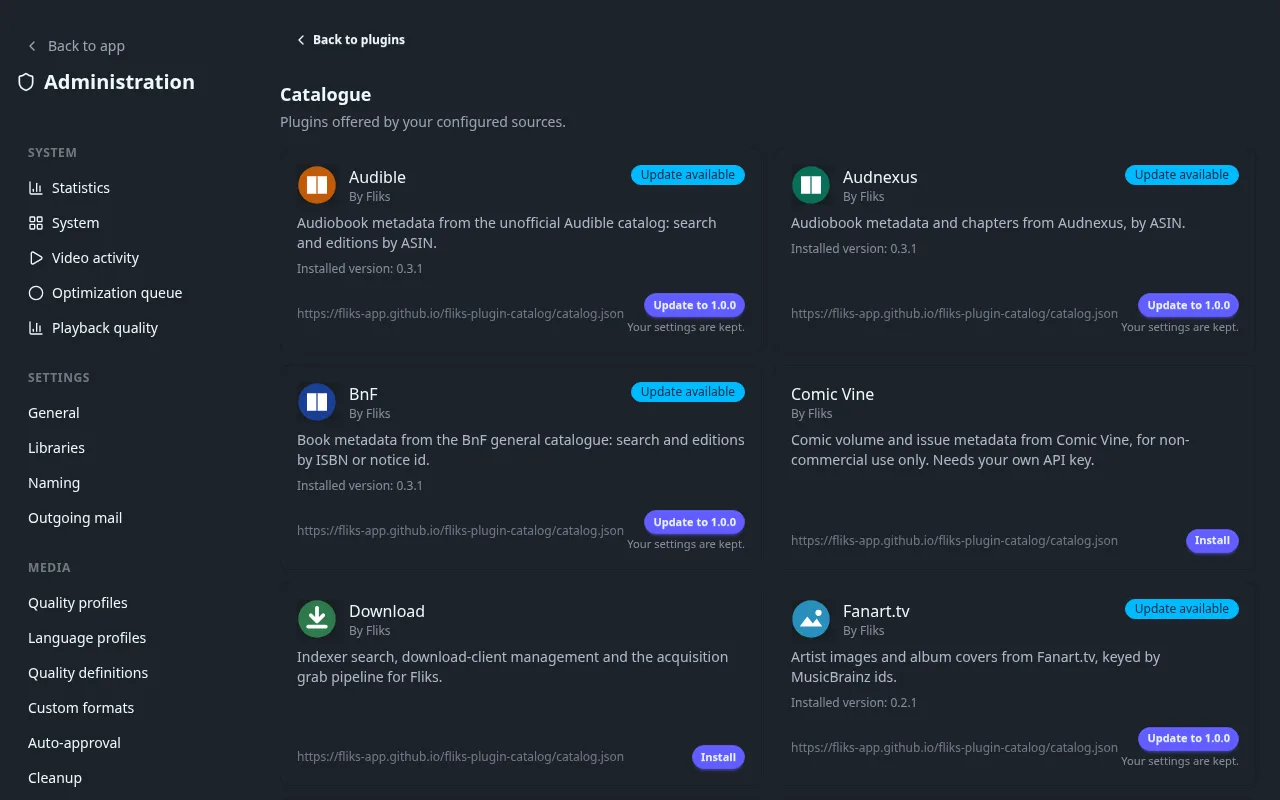 Back to app
Administration
SYSTEM
Statistics
System
Video activity
Optimization queue
Playback quality
SETTINGS
General
Libraries
Naming
Outgoing mail
MEDIA
Quality profiles
Language profiles
Quality definitions
Custom formats
Auto-approval
Cleanup
Back to plugins
Catalogue
Plugins offered by your configured sources.
Audible
Update available
By Fliks
Audiobook metadata from the unofficial Audible catalog: search
and editions by ASIN.
Installed version: 0.3.1
https://fliks-app.github.io/fliks-plugin-catalog/catalog.json
Update to 1.0.0
Your settings are kept.
Audnexus
Update available
By Fliks
Audiobook metadata and chapters from Audnexus, by ASIN.
Installed version: 0.3.1
https://fliks-app.github.io/fliks-plugin-catalog/catalog.json
Update to 1.0.0
Your settings are kept.
BnF
Update available
By Fliks
Book metadata from the BnF general catalogue: search and editions
by ISBN or notice id.
Installed version: 0.3.1
https://fliks-app.github.io/fliks-plugin-catalog/catalog.json
Update to 1.0.0
Your settings are kept.
Comic Vine
By Fliks
Comic volume and issue metadata from Comic Vine, for non-
commercial use only. Needs your own API key.
https://fliks-app.github.io/fliks-plugin-catalog/catalog.json
Install
Download
By Fliks
Indexer search, download-client management and the acquisition
grab pipeline for Fliks.
https://fliks-app.github.io/fliks-plugin-catalog/catalog.json
Install
Fanart.tv
Update available
By Fliks
Artist images and album covers from Fanart.tv, keyed by
MusicBrainz ids.
Installed version: 0.2.1
https://fliks-app.github.io/fliks-plugin-catalog/catalog.json
Update to 1.0.0
Your settings are kept.